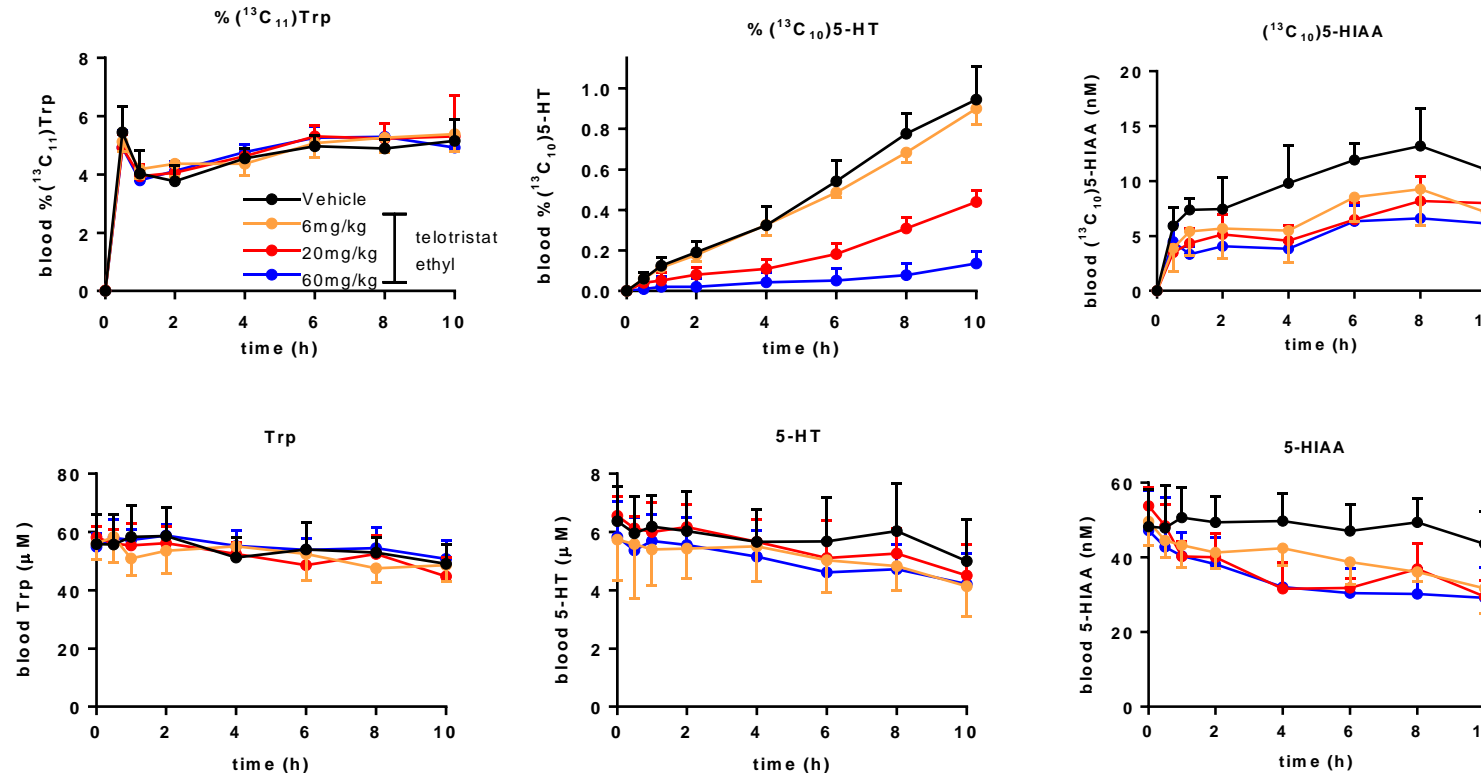 % (¹³C₁₁)Trp
blood %(¹³C₁₁)Trp
8
6
4
2
0
0 2 4 6 8 10
time (h)
Vehicle
6mg/kg
20mg/kg
60mg/kg
telotristat
ethyl
% (¹³C₁₀)5-HT
blood %(¹³C₁₀)5-HT
1.0
0.8
0.6
0.4
0.2
0.0
0 2 4 6 8 10
time (h)
(¹³C₁₀)5-HIAA
blood (¹³C₁₀)5-HIAA (nM)
20
15
10
5
0
0 2 4 6 8 1
time (h)
Trp
blood Trp (μM)
80
60
40
20
0
0 2 4 6 8 10
time (h)
5-HT
blood 5-HT (μM)
8
6
4
2
0
0 2 4 6 8 10
time (h)
5-HIAA
blood 5-HIAA (nM)
60
40
20
0
0 2 4 6 8 1
time (h)